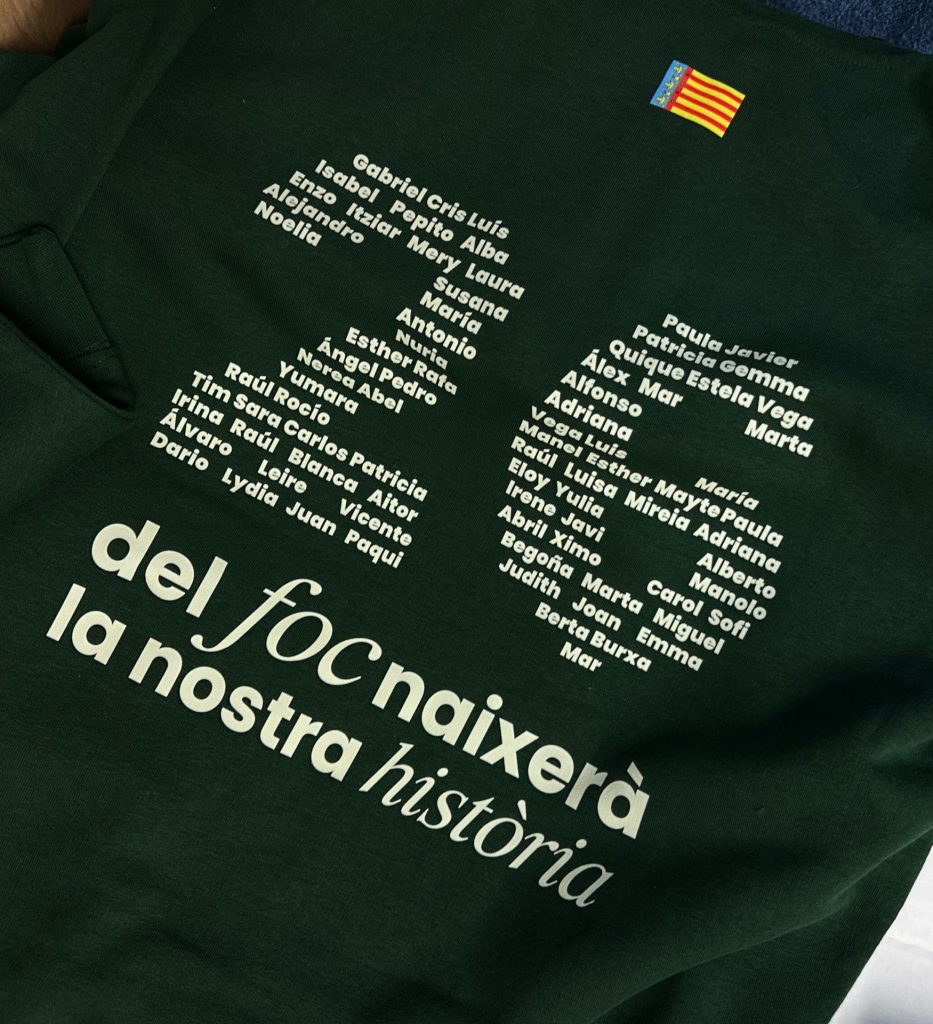 Gabriel Cris Luís
Isabel Pepito Alba
Enzo Itziar Mery Laura
Alejandro Susana
Noelia María
Antonio
Nuria
Esther Rafa
Ángel Pedro
Nerea Abel
Yumara
Raúl Rocío
Tim Sara Carlos Patricia
Irina Raúl Blanca Aitor
Álvaro Leire Vicente
Dario Lydia Juan Paqui
Paula Javier
Patricia Gemma
Quique Estela Vega
Álex Mar Marta
Alfonso
Adriana
Vega Luis María
Manel Esther Mayte Paula
Raúl Luisa Mireia Adriana
Eloy Yulia Alberto
Irene Javi Manolo
Abril Ximo Carol Sofi
Begoña Marta Miguel
Judith Joan Emma
Berta Burxa
Mar
del foc naixerà
la nostra història